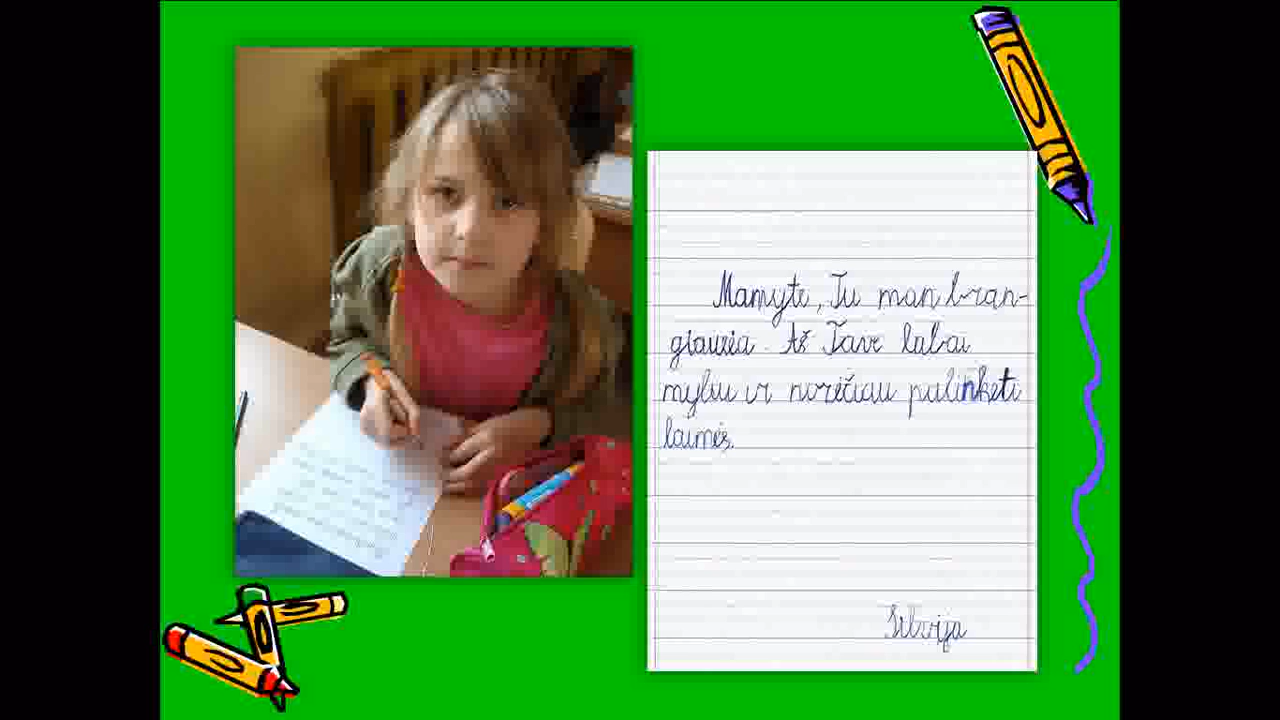 Mamyte, Tu man bran-
giausia. Aš Tave labai
myliu ir norėčiau palinkėti
laimės.
Silvija